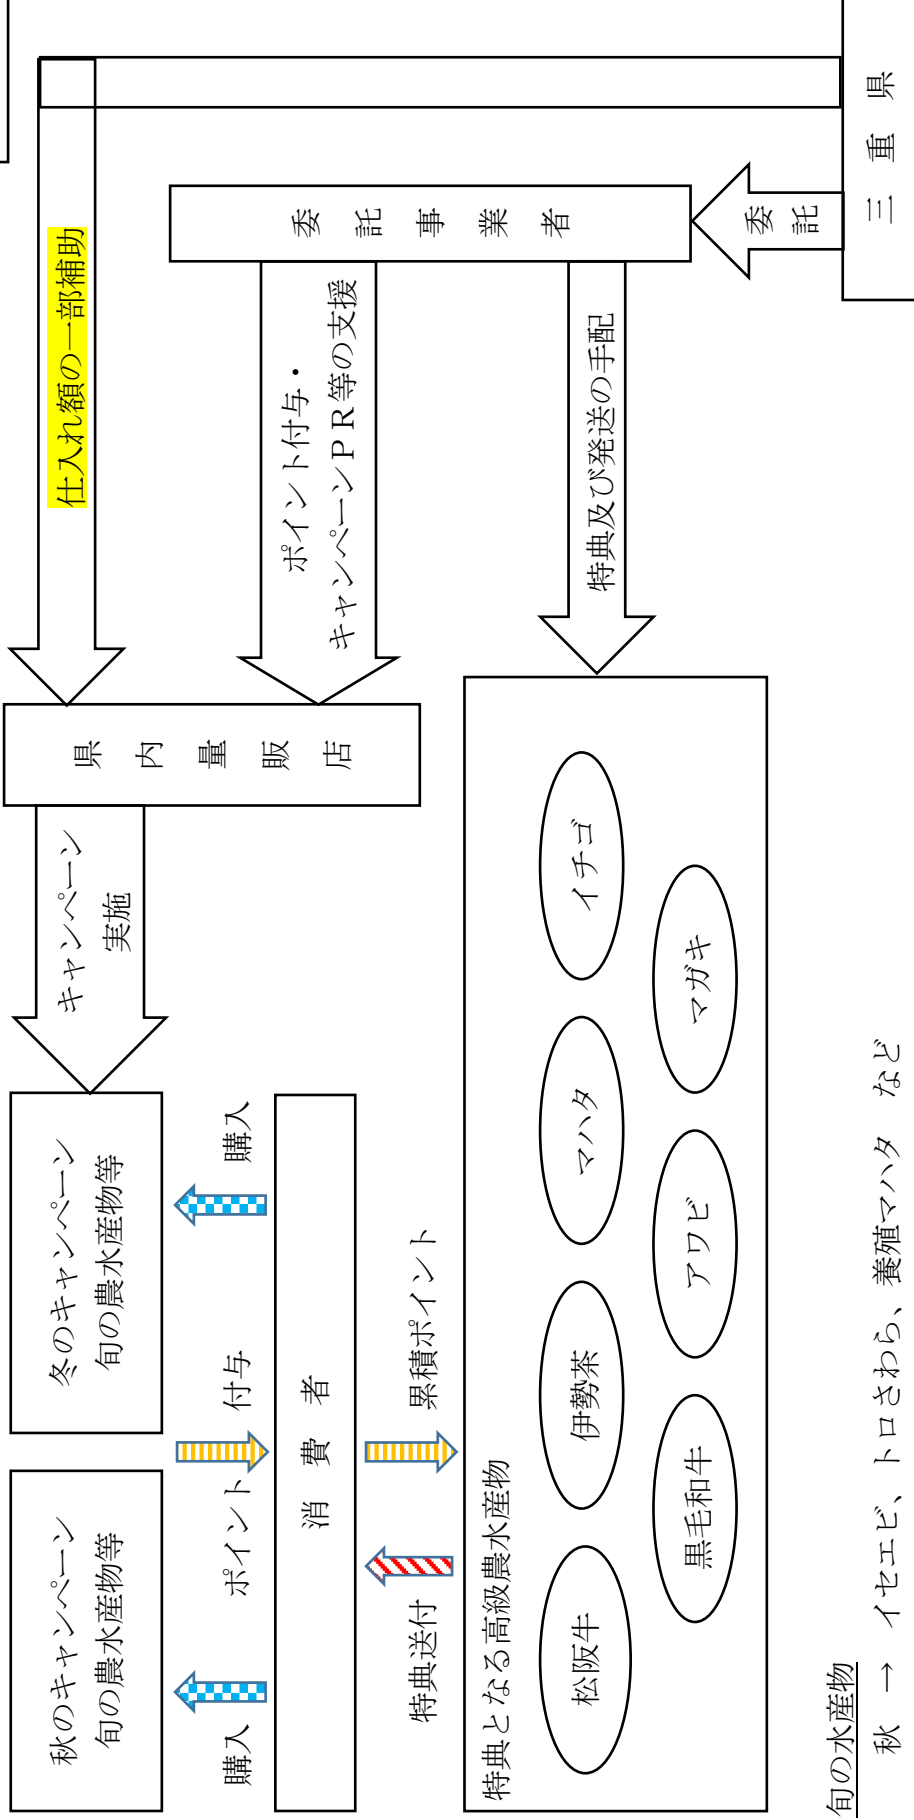 秋のキャンペーン
旬の農水産物等
冬のキャンペーン
旬の農水産物等
キャンペーン
実施
県内量販店
仕入れ額の一部補助
購入
ポイント
付与
購入
消費者
ポイント付与・
キャンペーンPR等の支援
委託事業者
特典送付
累積ポイント
特典となる高級農水産物
松阪牛
伊勢茶
マハタ
イチゴ
黒毛和牛
アワビ
マガキ
特典及び発送の手配
委託
三重県
旬の水産物
秋 → イセエビ、トロさわら、養殖マハタ など